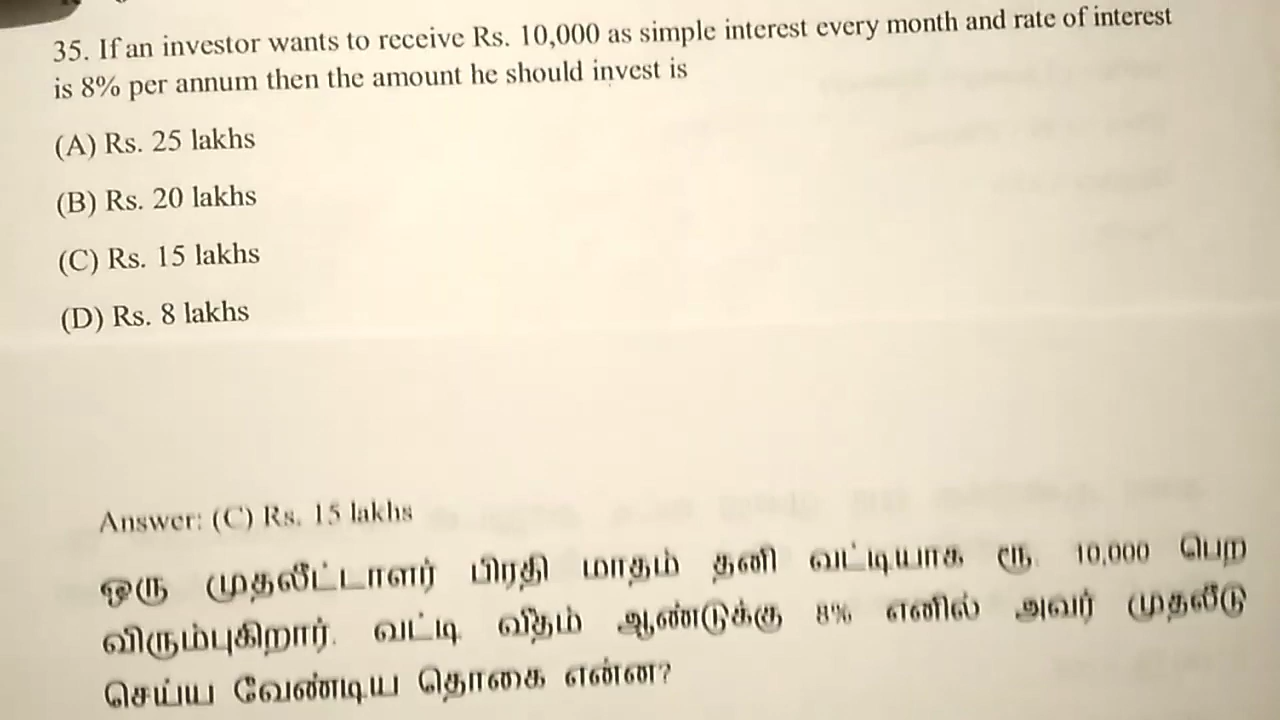 35. If an investor wants to receive Rs. 10,000 as simple interest every month and rate of interest
is 8% per annum then the amount he should invest is
(A) Rs. 25 lakhs
(B) Rs. 20 lakhs
(C) Rs. 15 lakhs
(D) Rs. 8 lakhs
Answer: (C) Rs. 15 lakhs
ஒரு முதலீட்டாளர் பிரதி மாதம் தனி வட்டியாக ரூ. 10,000 பெற
விரும்புகிறார். வட்டி வீதம் ஆண்டுக்கு 8% எனில் அவர் முதலீடு
செய்ய வேண்டிய தொகை என்ன?